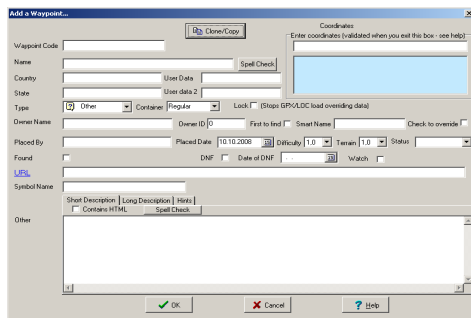 Add a Waypoint...
Clone/Copy
Coordinates
Enter coordinates (validated when you exit this box - see help)
Waypoint Code
Name
Spell Check
Country
User Data
State
User data 2
Type
Other
Container
Regular
Lock
(Stops GPX/LOC load overriding data)
Owner Name
Owner ID
0
First to find
Smart Name
Check to override
Placed By
Placed Date
10.10.2008
Difficulty
1.0
Terrain
1.0
Status
Found
DNF
Date of DNF
. .
Watch
URL
Symbol Name
Short Description
Long Description
Hints
Contains HTML
Spell Check
Other
OK
Cancel
Help